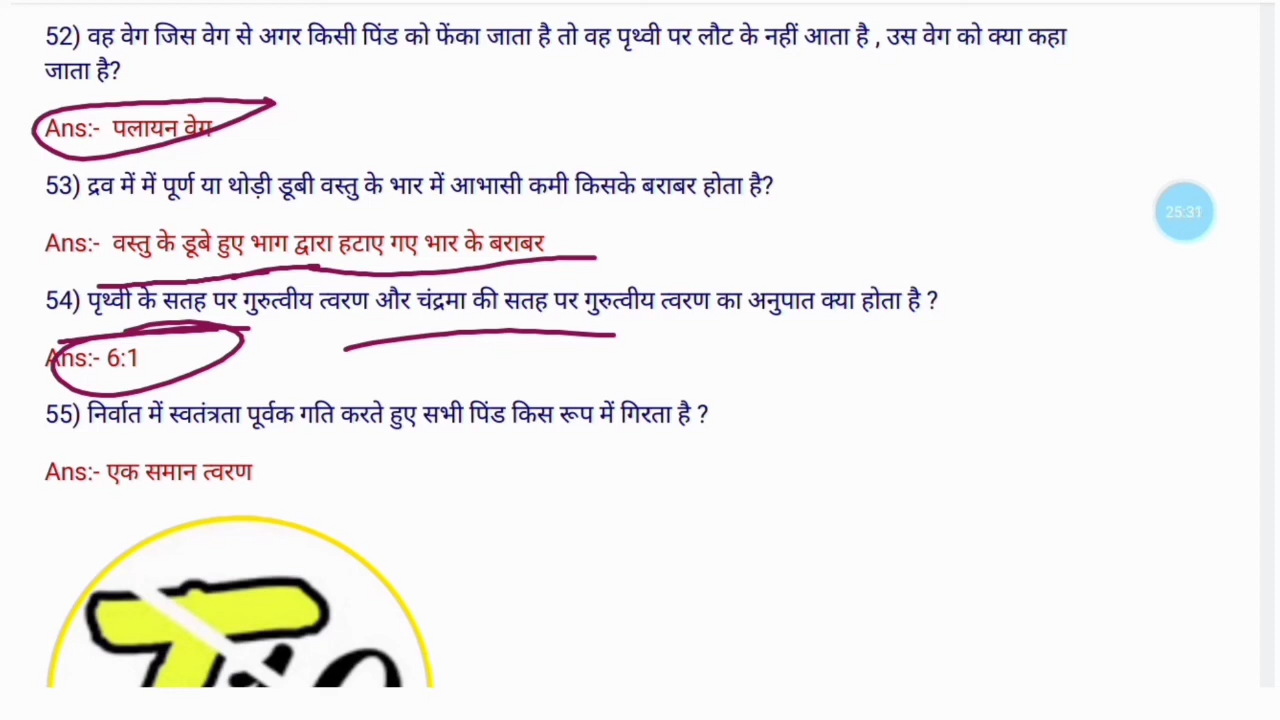 52) वह वेग जिस वेग से अगर किसी पिंड को फेंका जाता है तो वह पृथ्वी पर लौट के नहीं आता है , उस वेग को क्या कहा
जाता है?
Ans:- पलायन वेग
53) द्रव में में पूर्ण या थोड़ी डूबी वस्तु के भार में आभासी कमी किसके बराबर होता है?
25:31
Ans:- वस्तु के डूबे हुए भाग द्वारा हटाए गए भार के बराबर
54) पृथ्वी के सतह पर गुरुत्वीय त्वरण और चंद्रमा की सतह पर गुरुत्वीय त्वरण का अनुपात क्या होता है ?
Ans:- 6:1
55) निर्वात में स्वतंत्रता पूर्वक गति करते हुए सभी पिंड किस रूप में गिरता है ?
Ans:- एक समान त्वरण